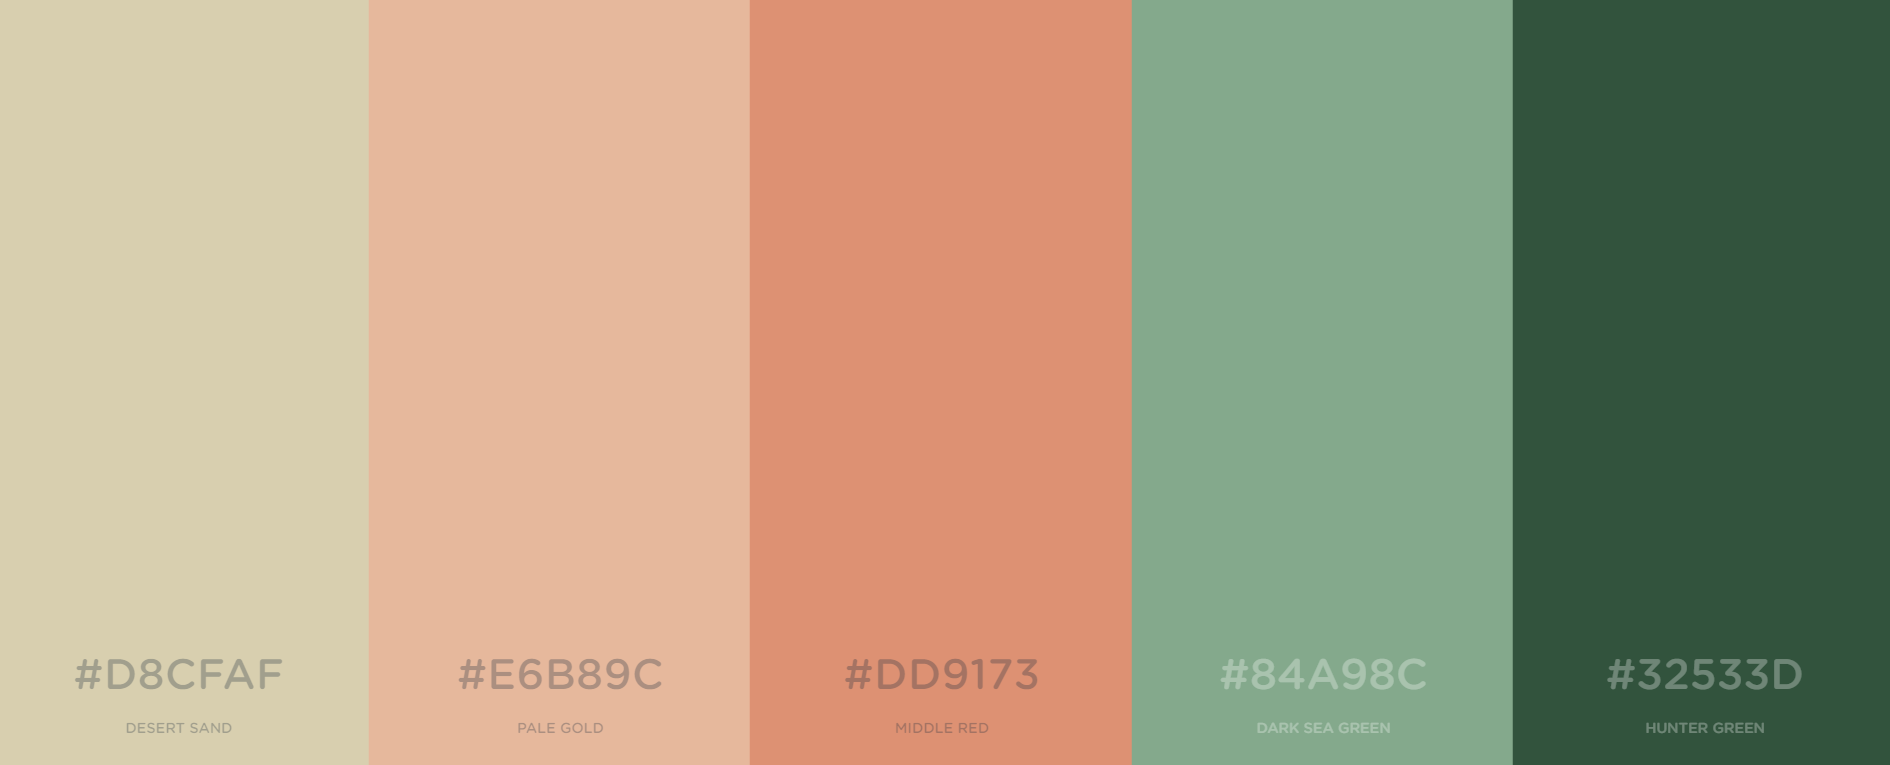 #D8CFAF
DESERT SAND
#E6B89C
PALE GOLD
#DD9173
MIDDLE RED
#84A98C
DARK SEA GREEN
#32533D
HUNTER GREEN